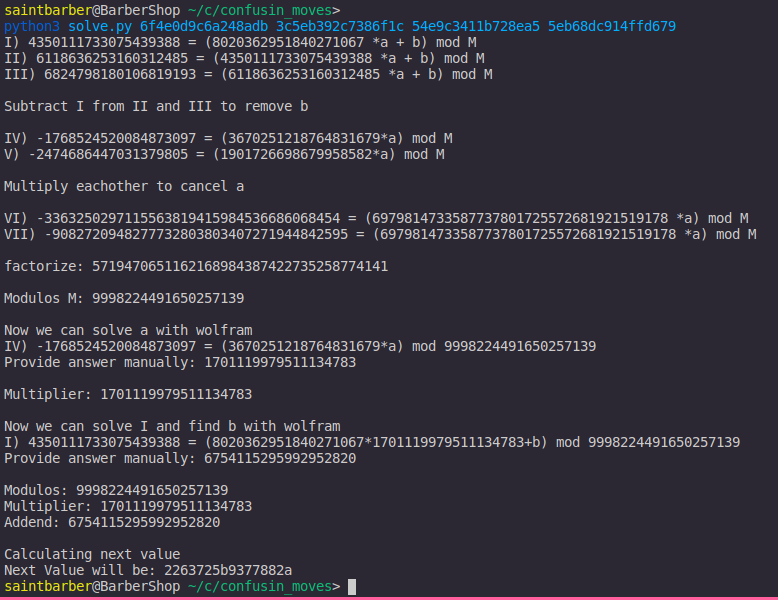 saintbarber@BarberShop ~/c/confusin_moves>
python3 solve.py 6f4e0d9c6a248adb 3c5eb392c7386f1c 54e9c3411b728ea5 5eb68dc914ffd679
I) 4350111733075439388 = (8020362951840271067 *a + b) mod M
II) 6118636253160312485 = (4350111733075439388 *a + b) mod M
III) 6824798180106819193 = (6118636253160312485 *a + b) mod M
Subtract I from II and III to remove b
IV) -1768524520084873097 = (3670251218764831679*a) mod M
V) -2474686447031379805 = (1901726698679958582*a) mod M
Multiply eachother to cancel a
VI) -3363250297115563819415984536686068454 = (6979814733587737801725572681921519178 *a) mod M
VII) -9082720948277732803803407271944842595 = (6979814733587737801725572681921519178 *a) mod M
factorize: 5719470651162168984387422735258774141
Modulos M: 9998224491650257139
Now we can solve a with wolfram
IV) -1768524520084873097 = (3670251218764831679*a) mod 9998224491650257139
Provide answer manually: 1701119979511134783
Multiplier: 1701119979511134783
Now we can solve I and find b with wolfram
I) 4350111733075439388 = (8020362951840271067*1701119979511134783+b) mod 9998224491650257139
Provide answer manually: 6754115295992952820
Modulos: 9998224491650257139
Multiplier: 1701119979511134783
Addend: 6754115295992952820
Calculating next value
Next Value will be: 2263725b9377882a
saintbarber@BarberShop ~/c/confusin_moves>